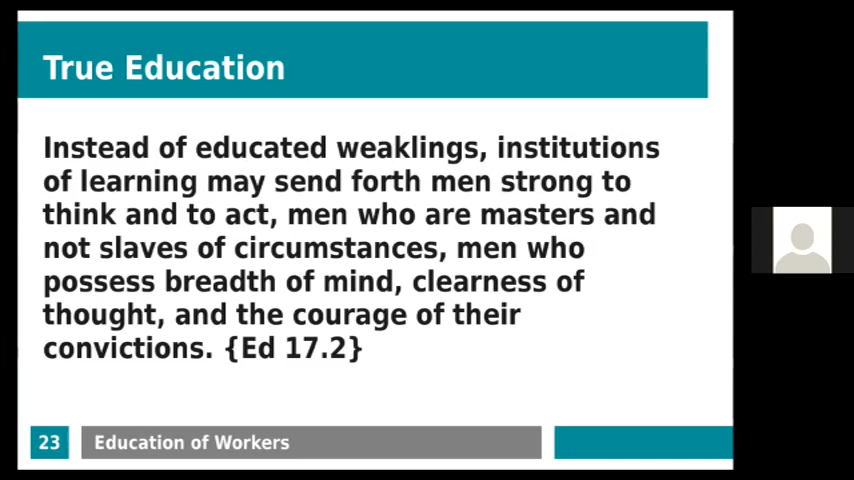 True Education
Instead of educated weaklings, institutions
of learning may send forth men strong to
think and to act, men who are masters and
not slaves of circumstances, men who
possess breadth of mind, clearness of
thought, and the courage of their
convictions. {Ed 17.2}
23
Education of Workers